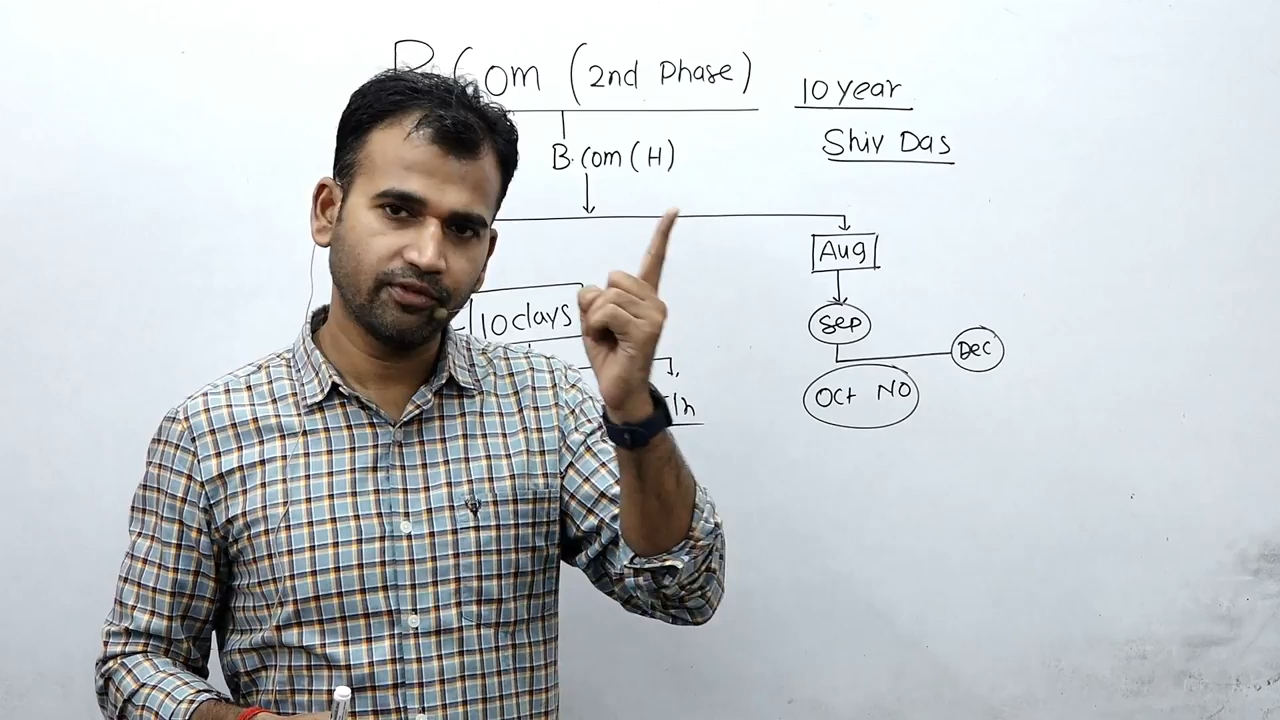 B.Com (2nd Phase)
10 year
Shiv Das
B.Com (H)
Aug
10 days
Sep
Dec
Oct No